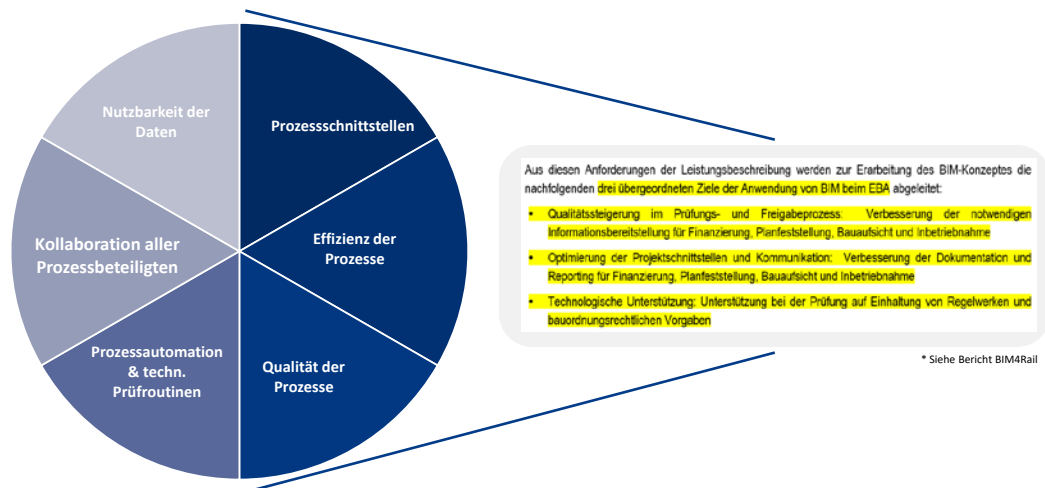 Nutzbarkeit der
Daten
Prozessschnittstellen
Kollaboration aller
Prozessbeteiligten
Effizienz der
Prozesse
Prozessautomation
& techn.
Prüfroutinen
Qualität der
Prozesse
Aus diesen Anforderungen der Leistungsbeschreibung werden zur Erarbeitung des BIM-Konzeptes die
nachfolgenden drei übergeordneten Ziele der Anwendung von BIM beim EBA abgeleitet:
• Qualitätssteigerung im Prüfungs- und Freigabeprozess: Verbesserung der notwendigen
Informationsbereitstellung für Finanzierung, Planfeststellung, Bauaufsicht und Inbetriebnahme
• Optimierung der Projektschnittstellen und Kommunikation: Verbesserung der Dokumentation und
Reporting für Finanzierung, Planfeststellung, Bauaufsicht und Inbetriebnahme
• Technologische Unterstützung: Unterstützung bei der Prüfung auf Einhaltung von Regelwerken und
bauordnungsrechtlichen Vorgaben
* Siehe Bericht BIM4Rail